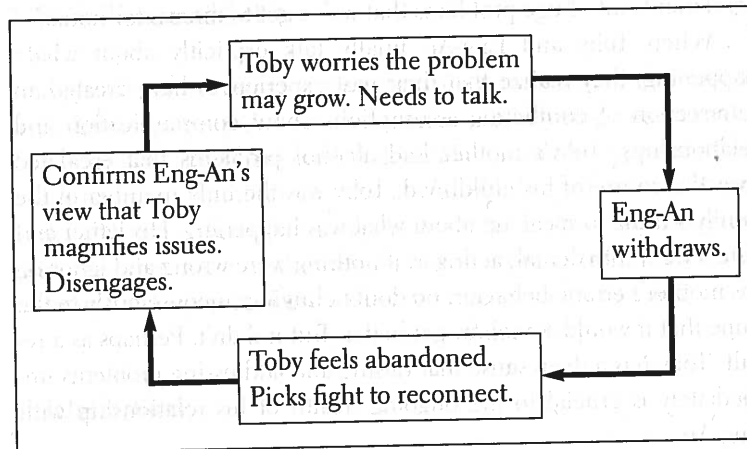 Toby worries the problem
may grow. Needs to talk.
Eng-An
withdraws.
Toby feels abandoned.
Picks fight to reconnect.
Confirms Eng-An's
view that Toby
magnifies issues.
Disengages.